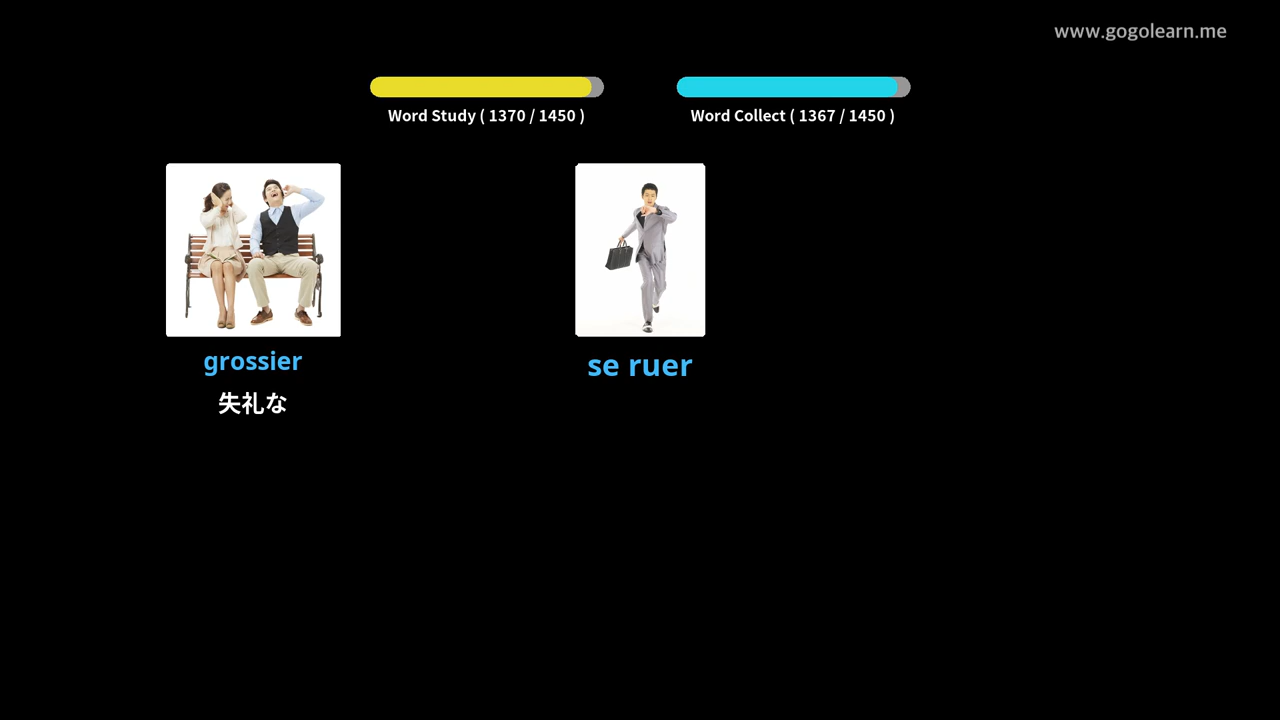 www.gogolearn.me
Word Study ( 1370 / 1450 )
Word Collect ( 1367 / 1450 )
grossier
失礼な
se ruer